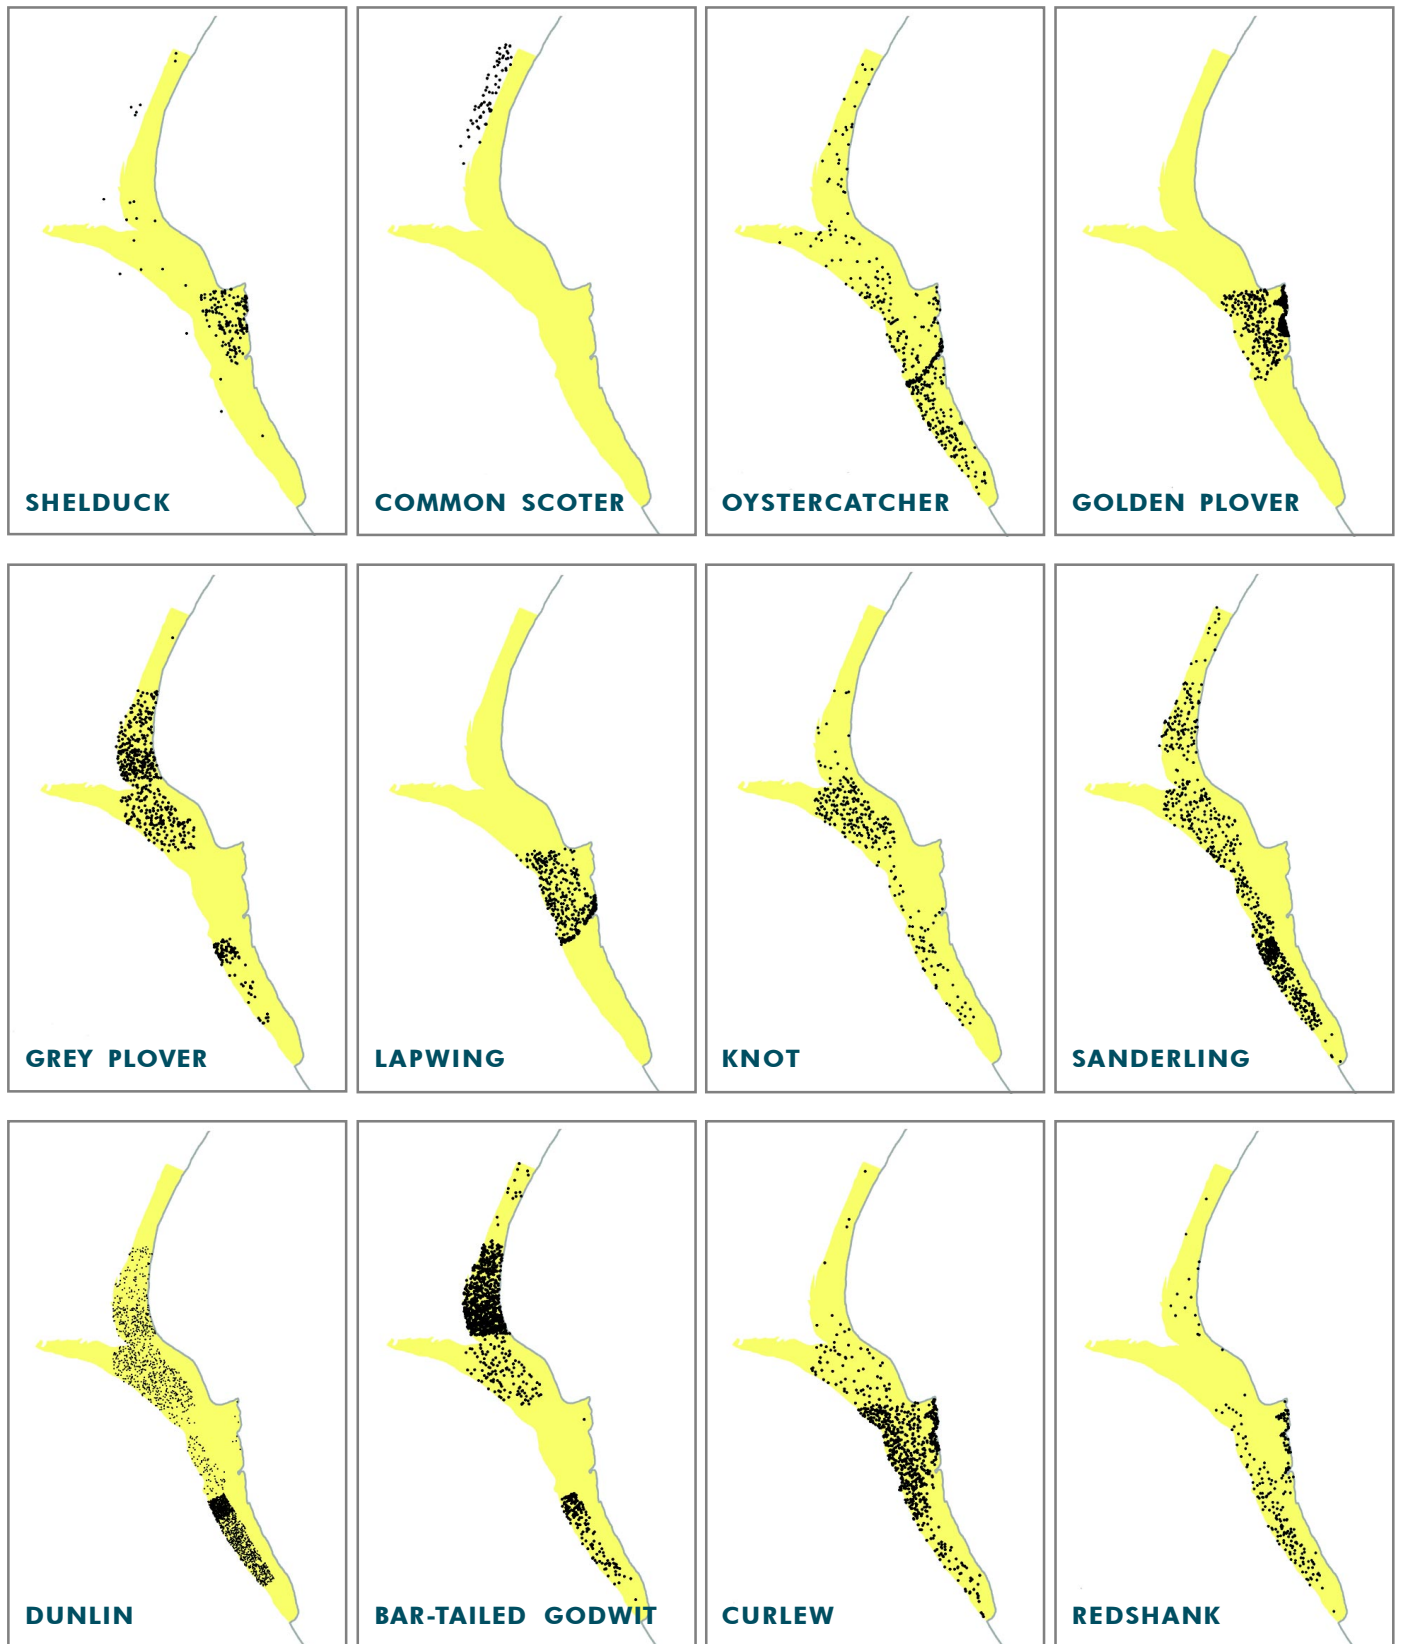 SHELDUCK
COMMON SCOTER
OYSTERCATCHER
GOLDEN PLOVER
GREY PLOVER
LAPWING
KNOT
SANDERLING
DUNLIN
BAR-TAILED GODWIT
CURLEW
REDSHANK